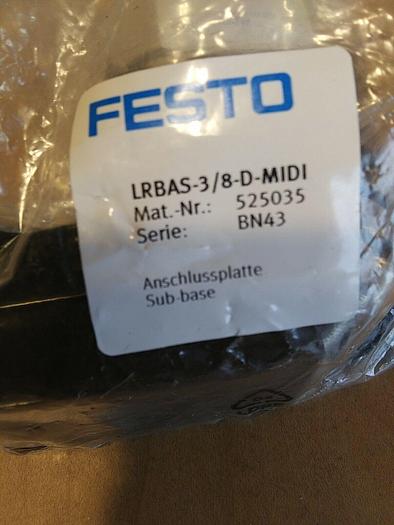 FESTO
LRBAS-3/8-D-MIDI
Mat.-Nr.: 525035
Serie: BN43
Anschlussplatte
Sub-base